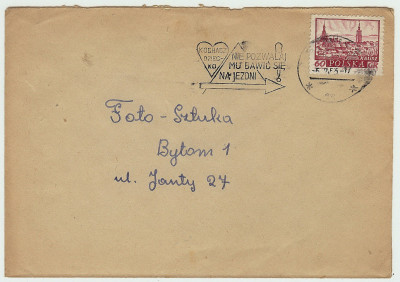 KOCHASZ
DZIEC-
KO
NIE POZWALAJ
MU BAWIĆ SIĘ
NA JEZDNI
60
POLSKA
Foto - Sztuka
Bytom 1
ul. Janty 27